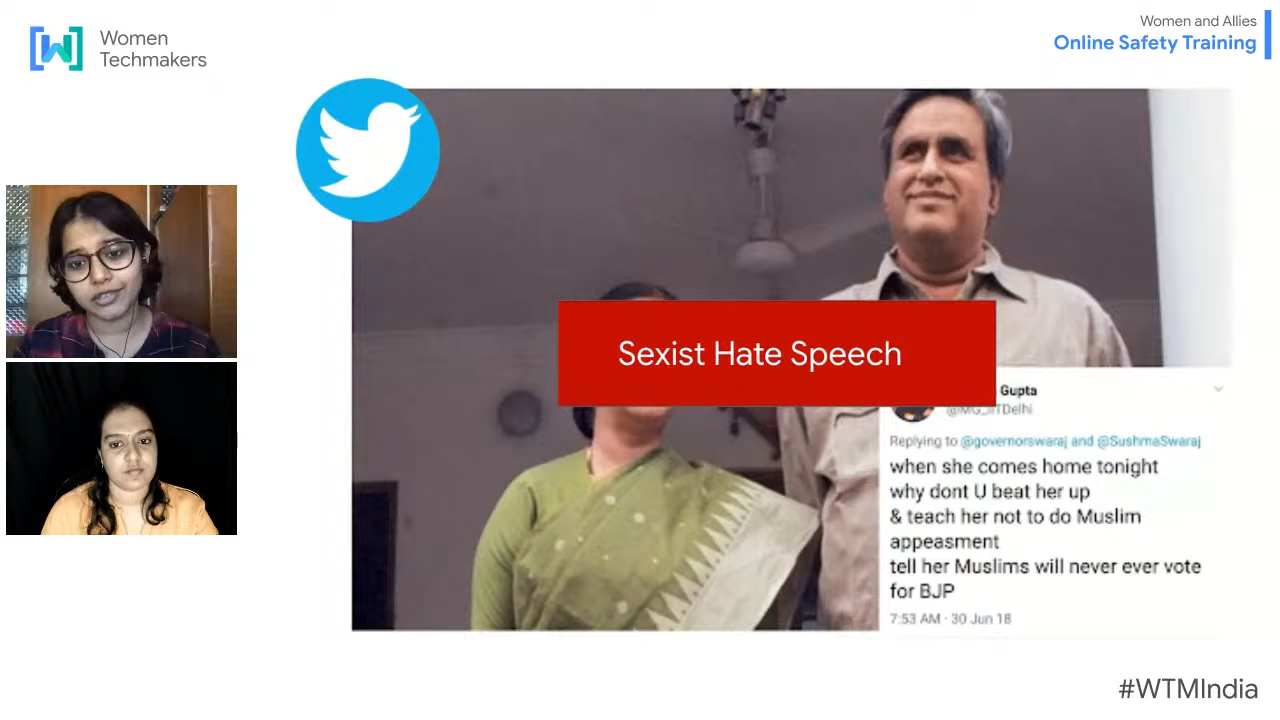 Women
Techmakers
Women and Allies
Online Safety Training
Sexist Hate Speech
Gupta
@MG_IITDelhi
Replying to @governorswaraj and @SushmaSwaraj
when she comes home tonight
why dont U beat her up
& teach her not to do Muslim
appeasment
tell her Muslims will never ever vote
for BJP
7:53 AM · 30 Jun 18
#WTMIndia